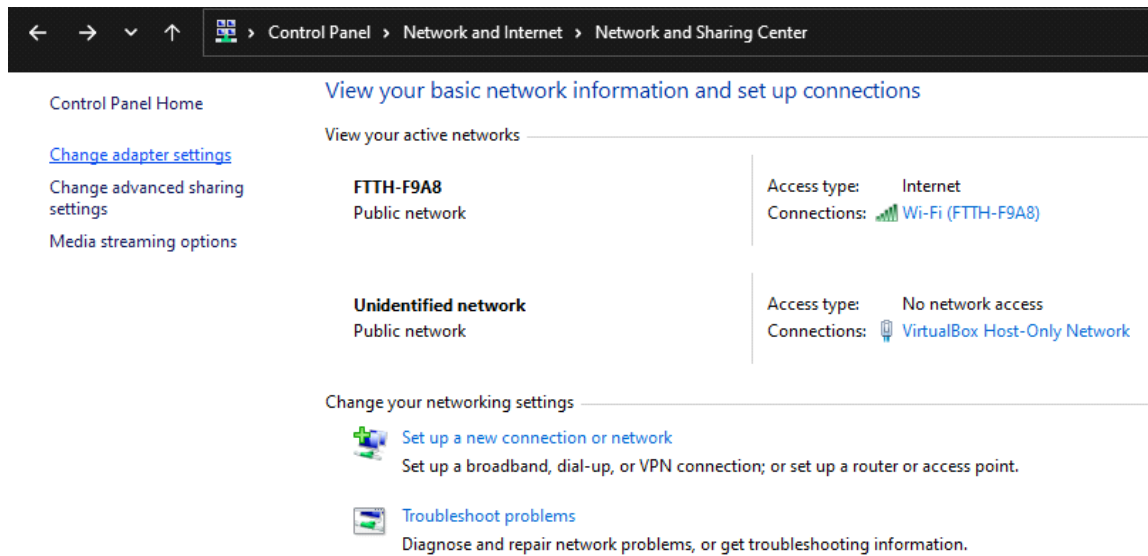 Control Panel > Network and Internet > Network and Sharing Center
Control Panel Home
Change adapter settings
Change advanced sharing
settings
Media streaming options
View your basic network information and set up connections
View your active networks
FTTH-F9A8
Public network
Access type: Internet
Connections: Wi-Fi (FTTH-F9A8)
Unidentified network
Public network
Access type: No network access
Connections: VirtualBox Host-Only Network
Change your networking settings
Set up a new connection or network
Set up a broadband, dial-up, or VPN connection; or set up a router or access point.
Troubleshoot problems
Diagnose and repair network problems, or get troubleshooting information.